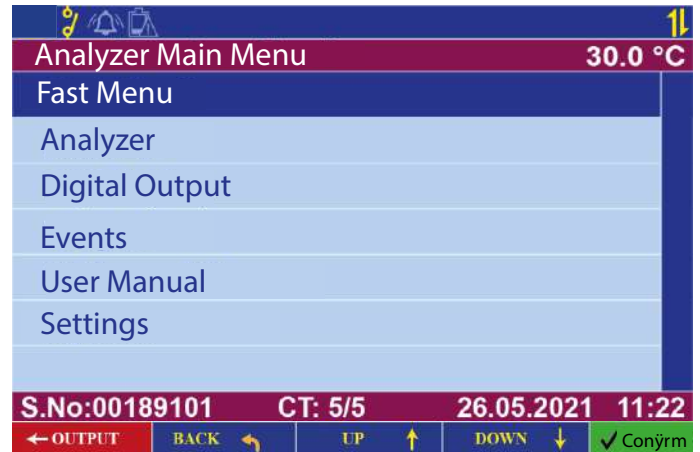 Analyzer Main Menu 30.0 °C
Fast Menu
Analyzer
Digital Output
Events
User Manual
Settings
S.No:00189101 CT: 5/5 26.05.2021 11:22
←OUTPUT BACK UP ↑ DOWN ↓ ✓Conÿrm